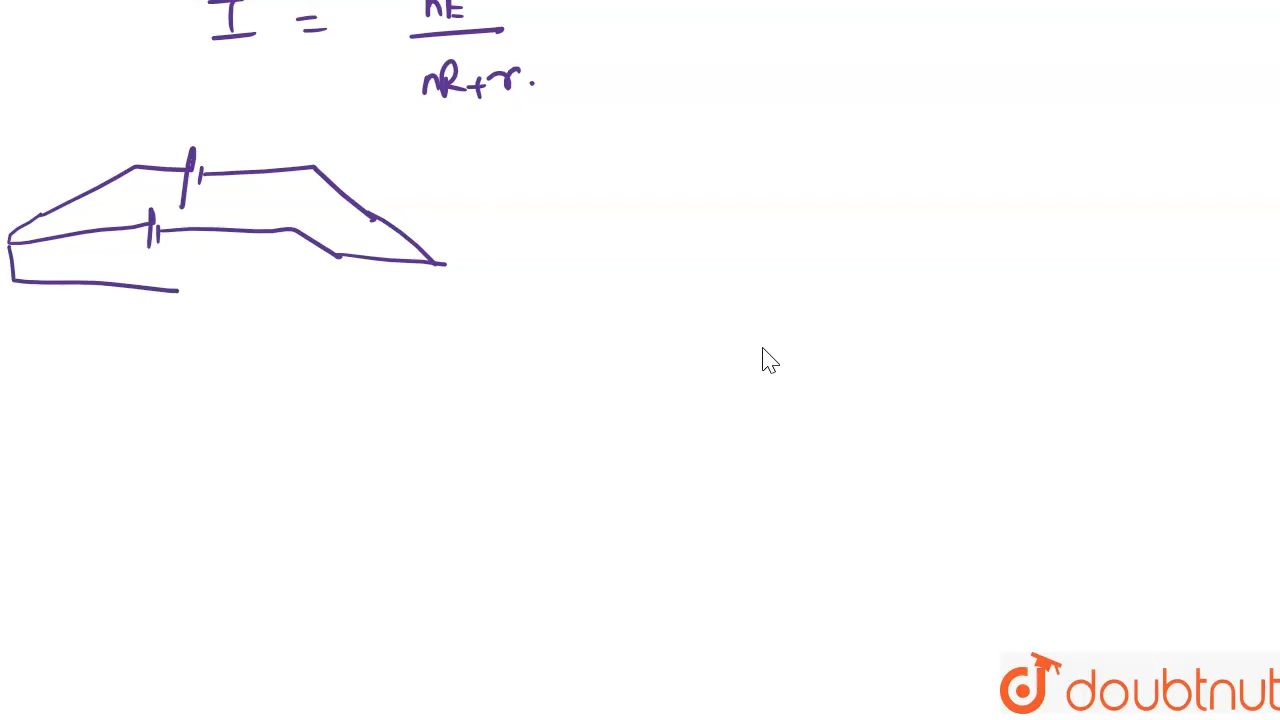 I = nE
nR+r.
doubtnut